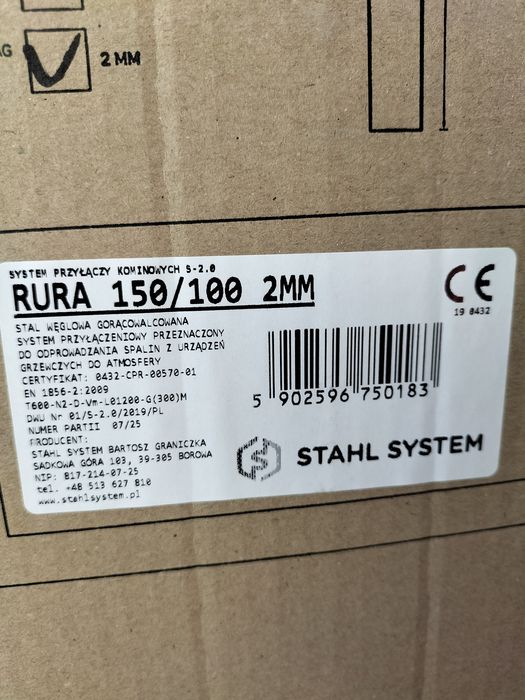 AG
2 MM
SYSTEM PRZYŁĄCZY KOMINOWYCH S-2.0
RURA 150/100 2MM
CE
19 0432
STAL WĘGLOWA GORĄCOWALCOWANA
SYSTEM PRZYŁĄCZENIOWY PRZEZNACZONY
DO ODPROWADZANIA SPALIN Z URZĄDZEŃ
GRZEWCZYCH DO ATMOSFERY
CERTYFIKAT: 0432-CPR-00570-01
EN 1856-2:2009
T600-N2-D-Vm-L01200-G(300)M
DWU Nr 01/S-2.0/2019/PL
NUMER PARTII 07/25
PRODUCENT:
STAHL SYSTEM BARTOSZ GRANICZKA
SADKOWA GÓRA 103, 39-305 BOROWA
NIP: 817-214-07-25
tel. +48 513 627 810
www.stahlsystem.pl
5 902596 750183
STAHL SYSTEM